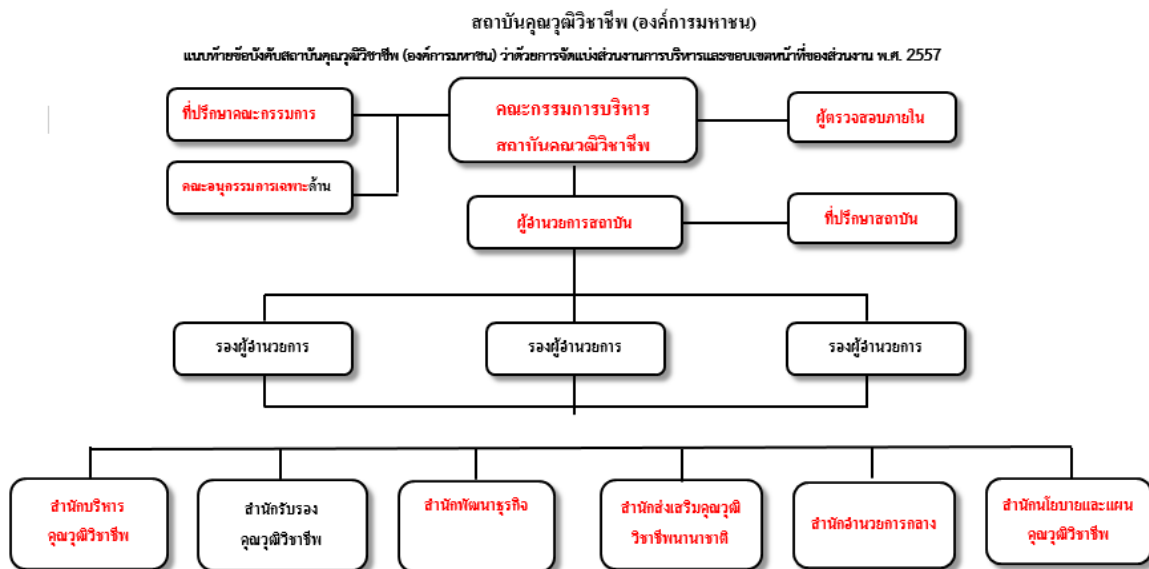 สถาบันคุณวุฒิวิชาชีพ (องค์การมหาชน)
แนบท้ายข้อบังคับสถาบันคุณวุฒิวิชาชีพ (องค์การมหาชน) ว่าด้วยการจัดแบ่งส่วนงานการบริหารและขอบเขตหน้าที่ของส่วนงาน พ.ศ. 2557
ที่ปรึกษาคณะกรรมการ
คณะกรรมการบริหาร
สถาบันคุณวุฒิวิชาชีพ
ผู้ตรวจสอบภายใน
คณะอนุกรรมการเฉพาะด้าน
ผู้อำนวยการสถาบัน
ที่ปรึกษาสถาบัน
รองผู้อำนวยการ
รองผู้อำนวยการ
รองผู้อำนวยการ
สำนักบริหาร
คุณวุฒิวิชาชีพ
สำนักรับรอง
คุณวุฒิวิชาชีพ
สำนักพัฒนาธุรกิจ
สำนักส่งเสริมคุณวุฒิ
วิชาชีพนานาชาติ
สำนักอำนวยการกลาง
สำนักนโยบายและแผน
คุณวุฒิวิชาชีพ